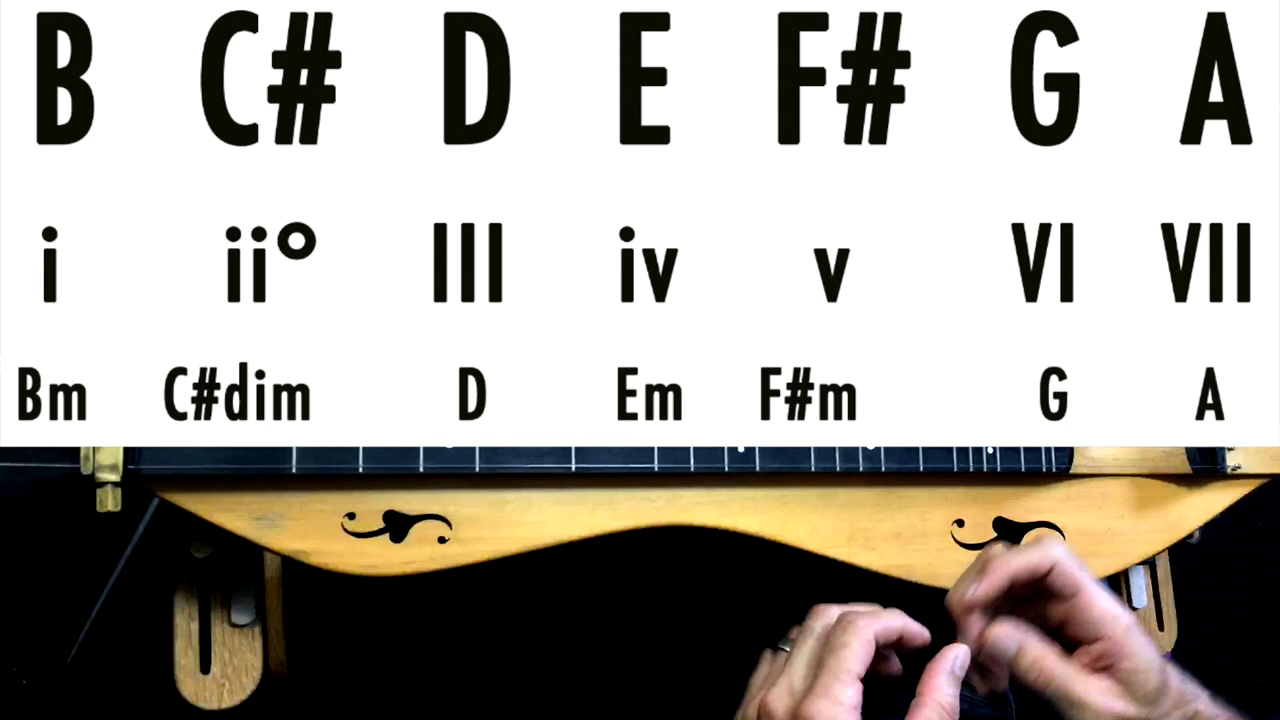 B C# D E F# G A
i ii° III iv v VI VII
Bm C#dim D Em F#m G A